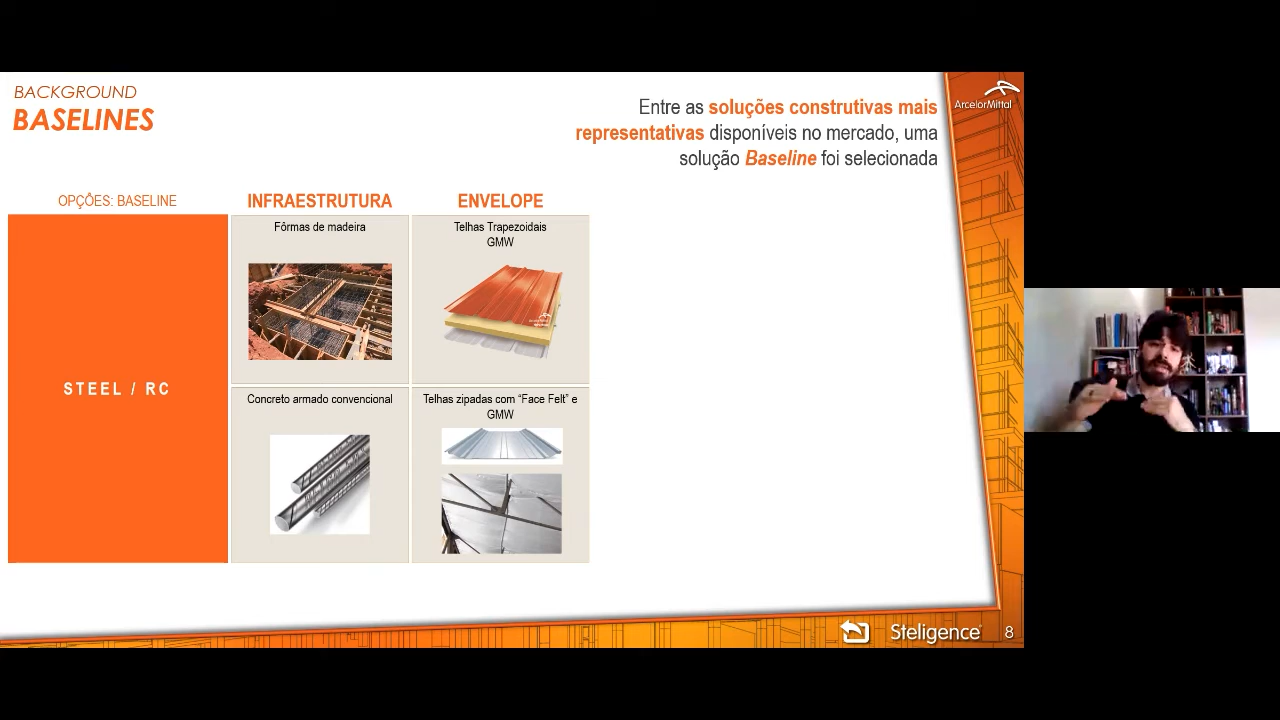 BACKGROUND
BASELINES
Entre as soluções construtivas mais
representativas disponíveis no mercado, uma
solução Baseline foi selecionada
ArcelorMittal
OPÇÕES: BASELINE
INFRAESTRUTURA
ENVELOPE
STEEL / RC
Fôrmas de madeira
Telhas Trapezoidais
GMW
Concreto armado convencional
Telhas zipadas com “Face Felt” e
GMW
Steligence
8